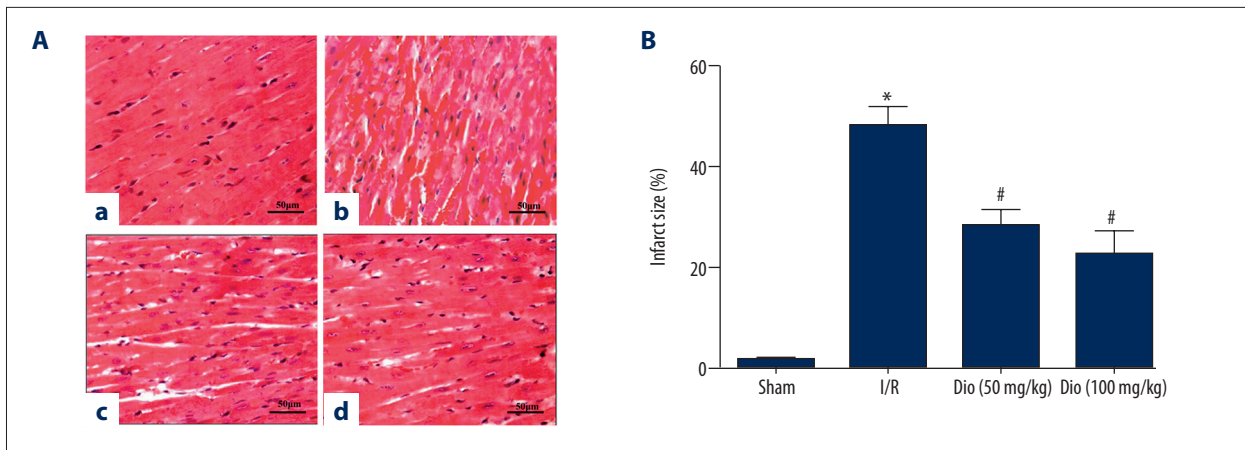 A
a
50μm
b
50μm
c
50μm
d
50μm
B
Infarct size (%)
60
40
20
0
*
#
#
Sham
I/R
Dio (50 mg/kg)
Dio (100 mg/kg)